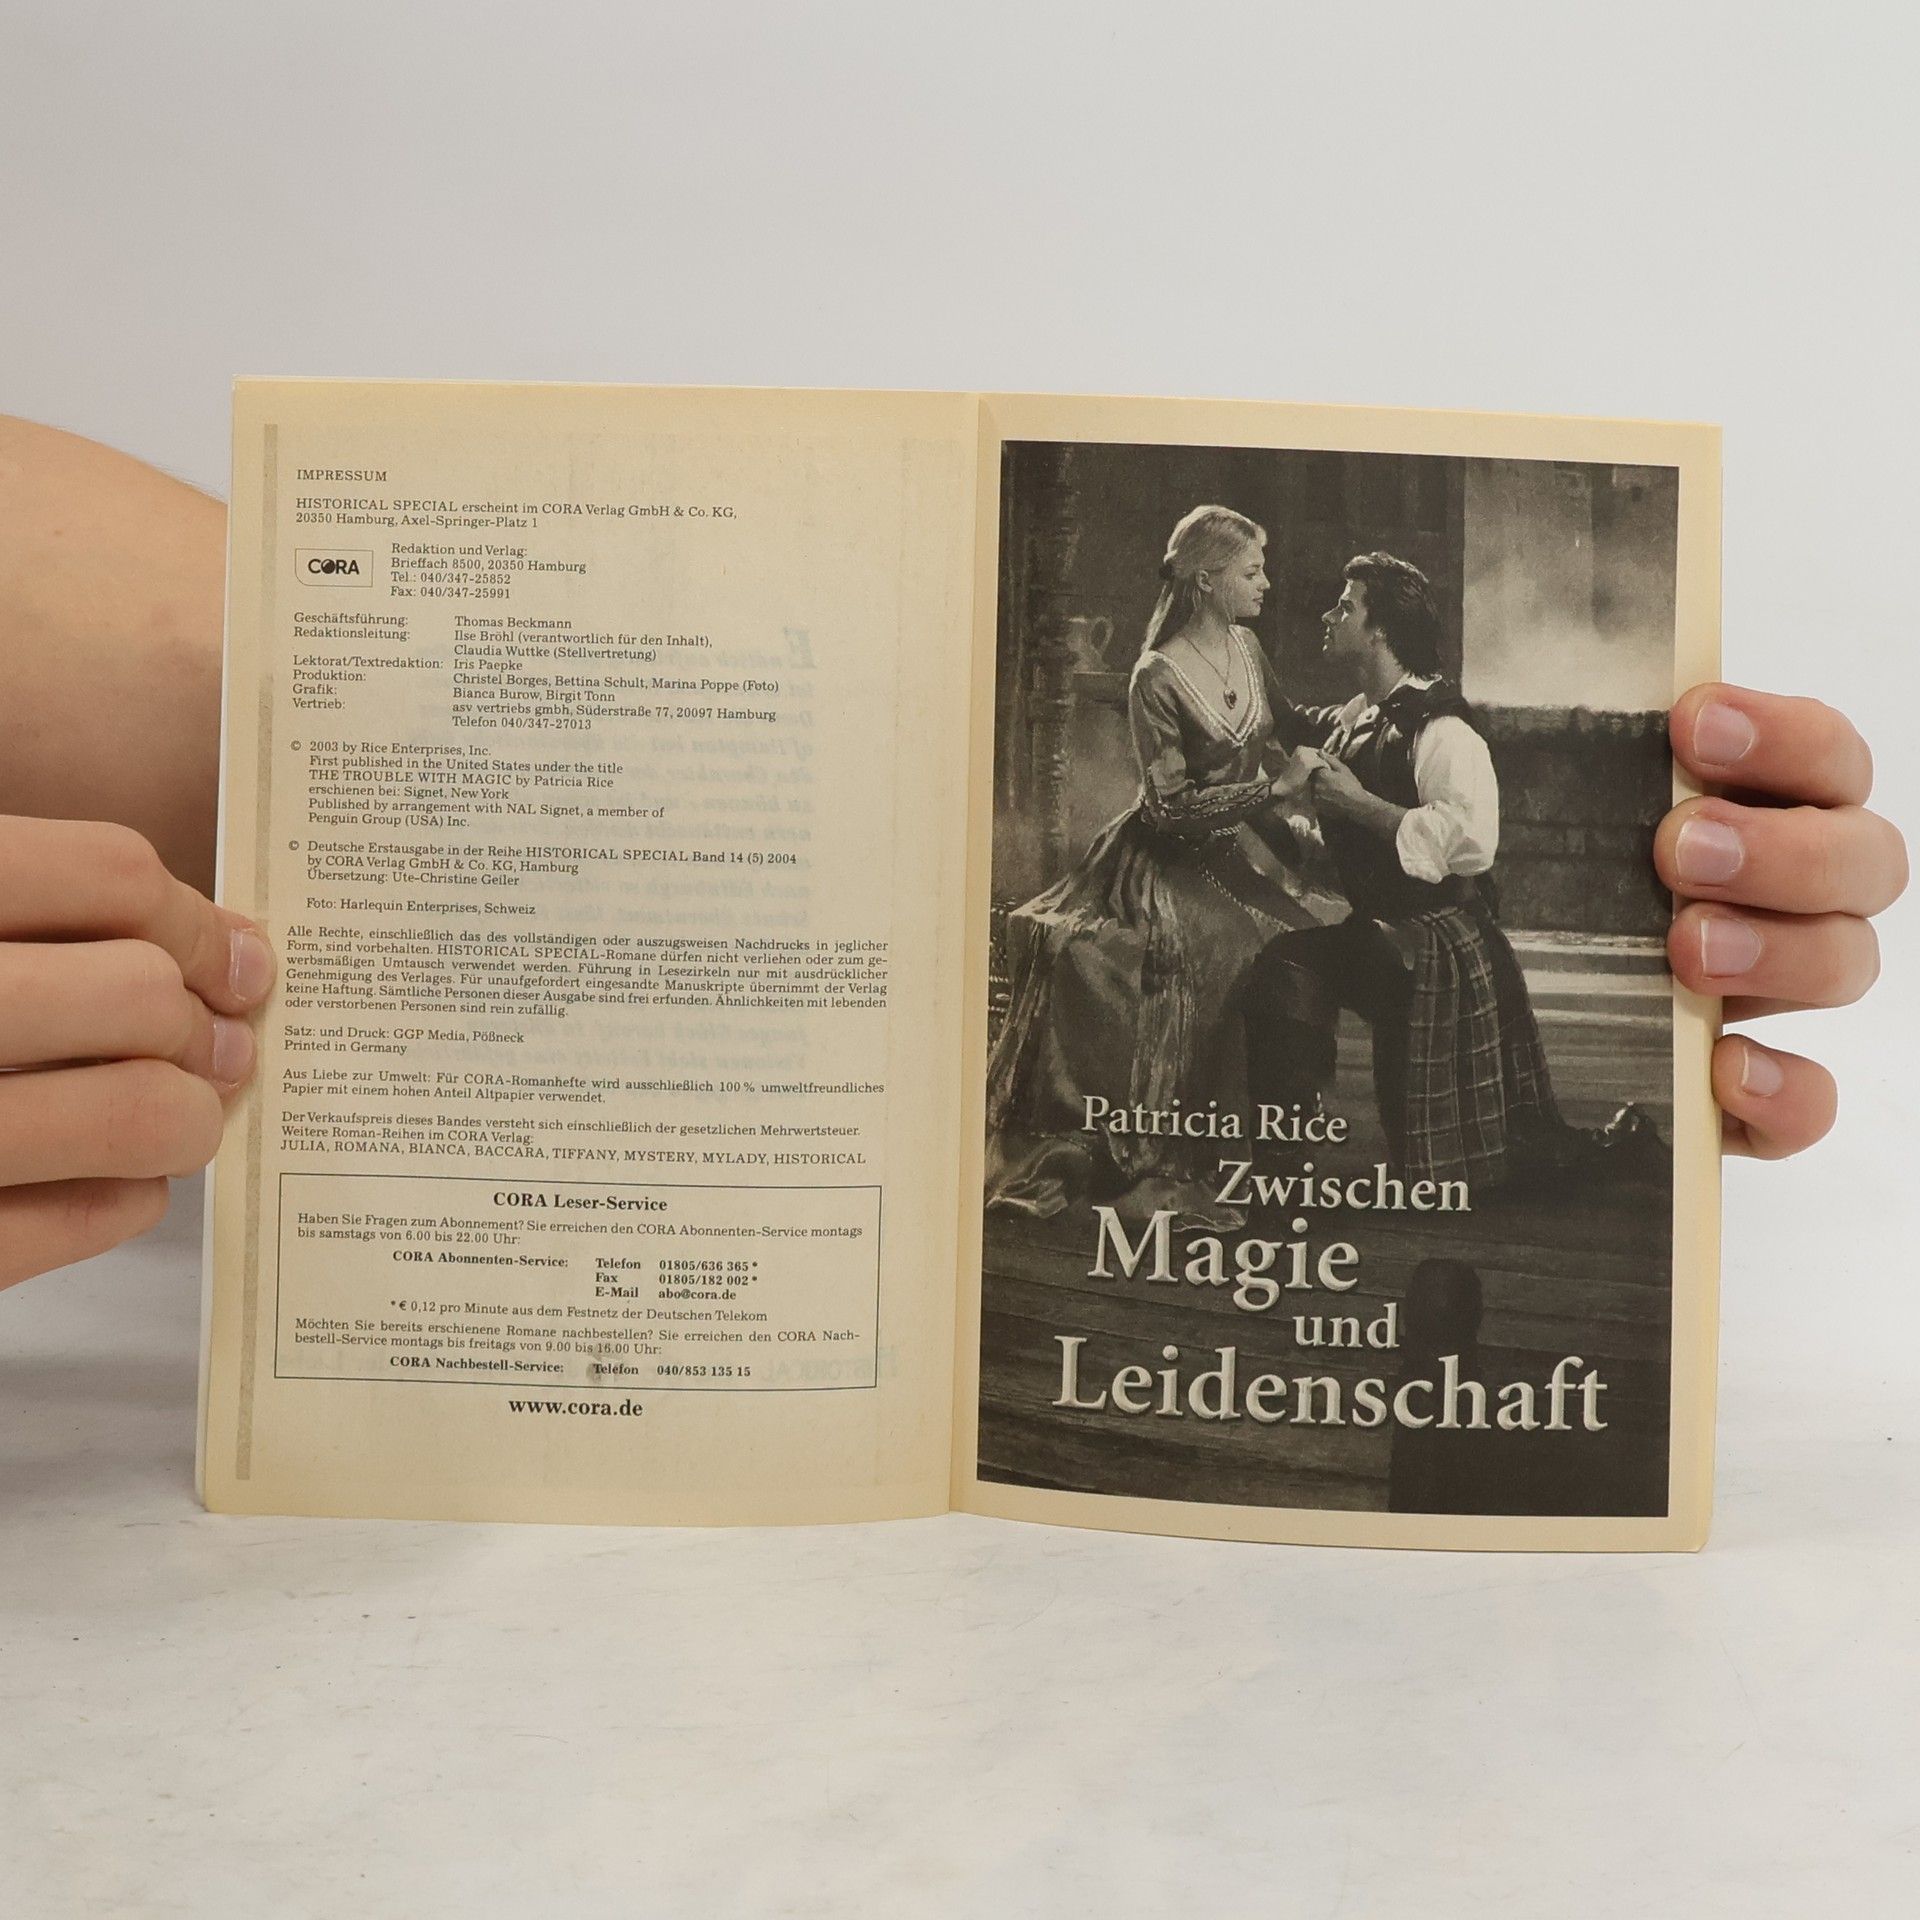 IMPRESSUM
HISTORICAL SPECIAL erscheint im CORA Verlag GmbH & Co. KG,
20350 Hamburg, Axel-Springer-Platz 1
CORA
Redaktion und Verlag:
Brieffach 8500, 20350 Hamburg
Tel.: 040/347-25852
Fax: 040/347-25991
Geschäftsführung: Thomas Beckmann
Redaktionsleitung: Ilse Bröhl (verantwortlich für den Inhalt),
Claudia Wuttke (Stellvertretung)
Lektorat/Textredaktion: Iris Paepke
Produktion: Christel Borges, Bettina Schult, Marina Poppe (Foto)
Grafik: Bianca Burow, Birgit Tonn
Vertrieb: asv vertriebs gmbh, Süderstraße 77, 20097 Hamburg
Telefon 040/347-27013
© 2003 by Rice Enterprises, Inc.
First published in the United States under the title
THE TROUBLE WITH MAGIC by Patricia Rice
erschienen bei: Signet, New York
Published by arrangement with NAL Signet, a member of
Penguin Group (USA) Inc.
© Deutsche Erstausgabe in der Reihe HISTORICAL SPECIAL Band 14 (5) 2004
by CORA Verlag GmbH & Co. KG, Hamburg
Übersetzung: Ute-Christine Geiler
Foto: Harlequin Enterprises, Schweiz
Alle Rechte, einschließlich das des vollständigen oder auszugsweisen Nachdrucks in jeglicher
Form, sind vorbehalten. HISTORICAL SPECIAL-Romane dürfen nicht verliehen oder zum ge-
werbsmäßigen Umtausch verwendet werden. Führung in Lesezirkeln nur mit ausdrücklicher
Genehmigung des Verlages. Für unaufgefordert eingesandte Manuskripte übernimmt der Verlag
keine Haftung. Sämtliche Personen dieser Ausgabe sind frei erfunden. Ähnlichkeiten mit lebenden
oder verstorbenen Personen sind rein zufällig.
Satz: und Druck: GGP Media, Pößneck
Printed in Germany
Aus Liebe zur Umwelt: Für CORA-Romanhefte wird ausschließlich 100 % umweltfreundliches
Papier mit einem hohen Anteil Altpapier verwendet.
Der Verkaufspreis dieses Bandes versteht sich einschließlich der gesetzlichen Mehrwertsteuer.
Weitere Roman-Reihen im CORA Verlag:
JULIA, ROMANA, BIANCA, BACCARA, TIFFANY, MYSTERY, MYLADY, HISTORICAL
CORA Leser-Service
Haben Sie Fragen zum Abonnement? Sie erreichen den CORA Abonnenten-Service montags
bis samstags von 6.00 bis 22.00 Uhr:
CORA Abonnenten-Service: Telefon 01805/636 365 *
Fax 01805/182 002 *
E-Mail abo@cora.de
* € 0,12 pro Minute aus dem Festnetz der Deutschen Telekom
Möchten Sie bereits erschienene Romane nachbestellen? Sie erreichen den CORA Nach-
bestell-Service montags bis freitags von 9.00 bis 16.00 Uhr:
CORA Nachbestell-Service: Telefon 040/853 135 15
www.cora.de
Patricia Rice
Zwischen
Magie
und
Leidenschaft